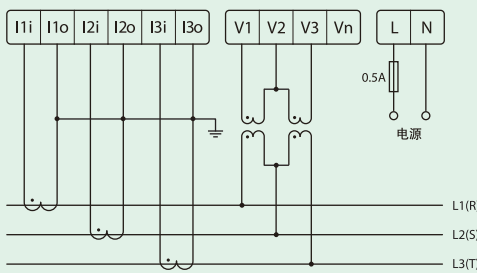 I1i I1o I2i I2o I3i I3o V1 V2 V3 Vn L N
0.5A
电源
L1(R
L2(S)
L3(T)